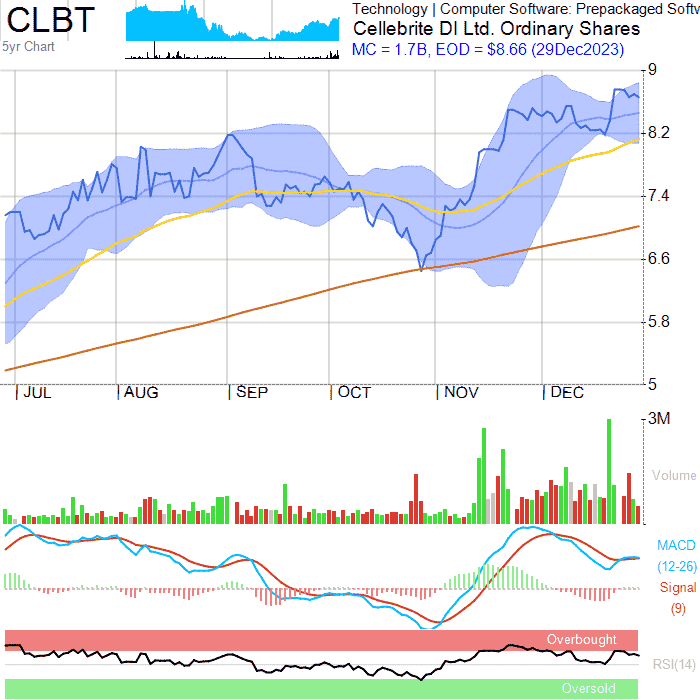 CLBT
5yr Chart
Technology | Computer Software: Prepackaged Softw
Cellebrite DI Ltd. Ordinary Shares
MC = 1.7B, EOD = $8.66 (29Dec2023)
9
8.2
7.4
6.6
5.8
5
JUL AUG SEP OCT NOV DEC
3M
Volume
MACD
(12-26)
Signal
(9)
Overbought
RSI(14)
Oversold